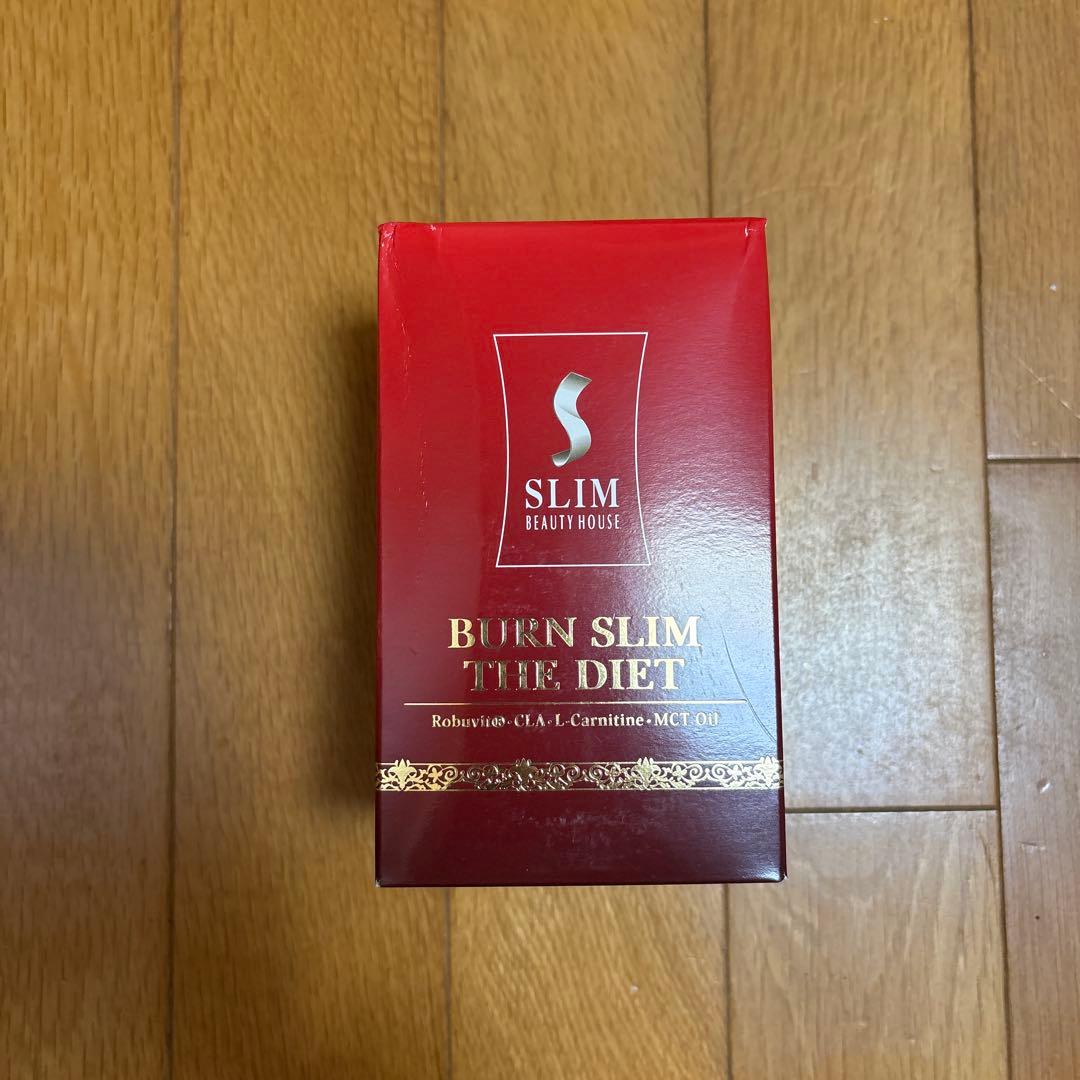 SLIM
BEAUTY HOUSE
BURN SLIM
THE DIET
Robuvit®・CLA・L-Carnitine・MCT Oil